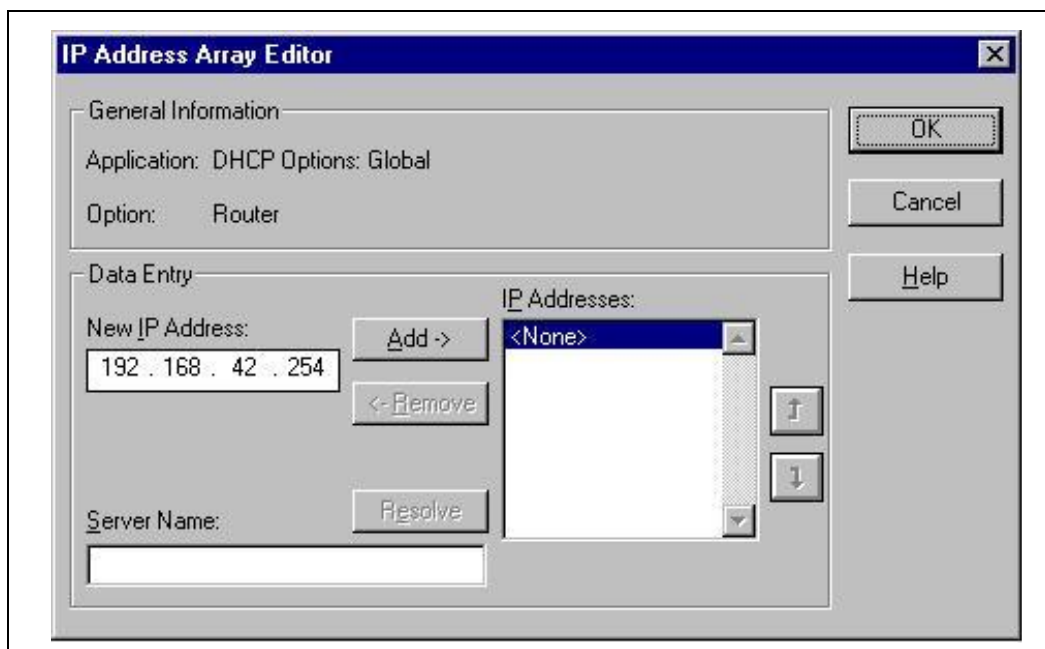 IP Address Array Editor
General Information
Application: DHCP Options: Global
Option: Router
OK
Cancel
Help
Data Entry
New IP Address:
192 . 168 . 42 . 254
Add ->
<- Remove
IP Addresses:
<None>
Resolve
Server Name: